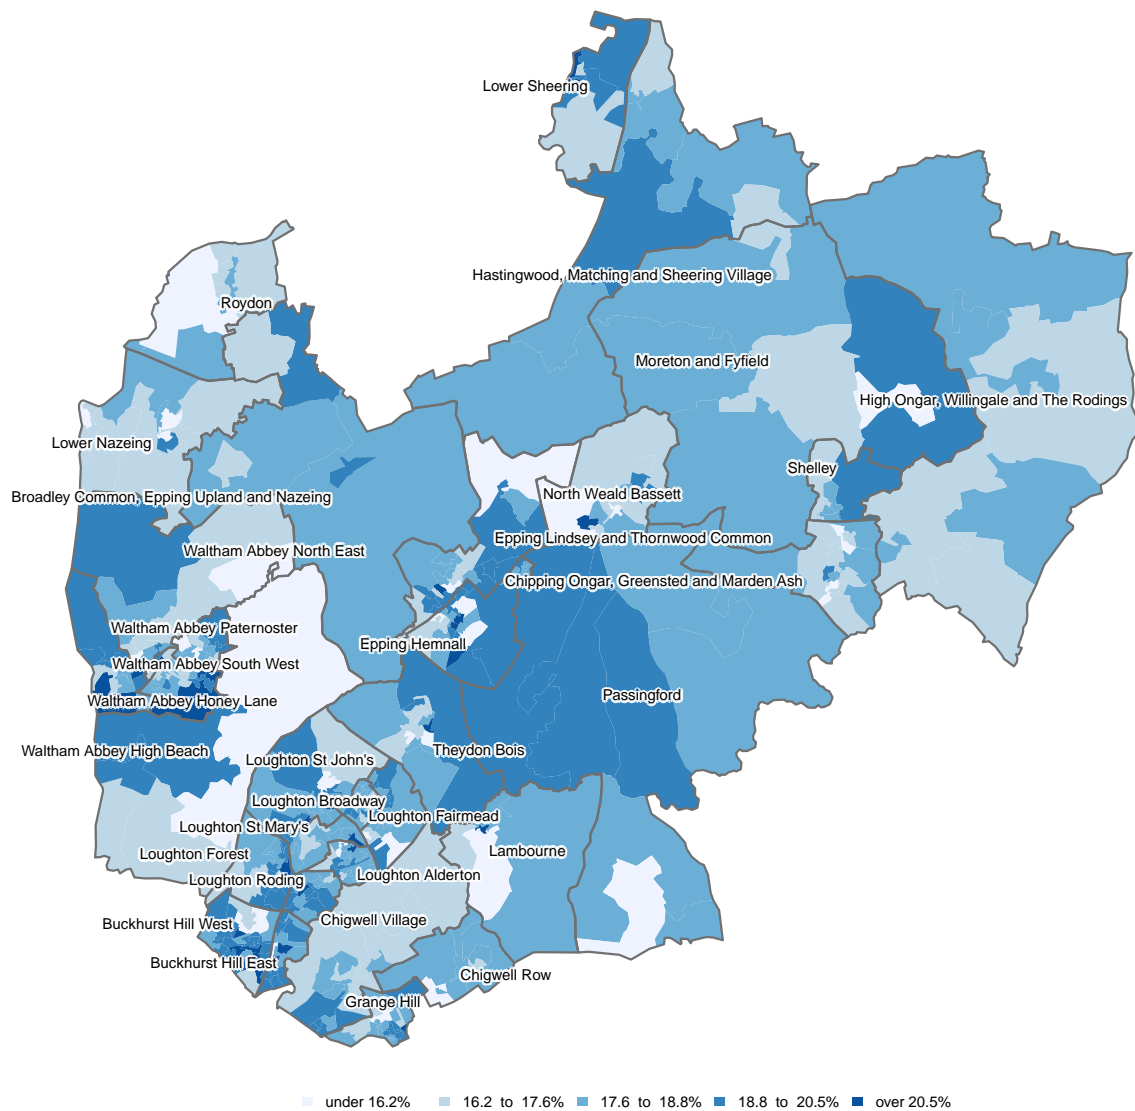 Lower Sheering
Hastingwood, Matching and Sheering Village
Roydon
Moreton and Fyfield
High Ongar, Willingale and The Rodings
Lower Nazeing
Shelley
Broadley Common, Epping Upland and Nazeing
North Weald Bassett
Epping Lindsey and Thornwood Common
Waltham Abbey North East
Chipping Ongar, Greensted and Marden Ash
Waltham Abbey Paternoster
Epping Hemnall
Waltham Abbey South West
Passingford
Waltham Abbey Honey Lane
Waltham Abbey High Beach
Theydon Bois
Loughton St John's
Loughton Broadway
Loughton Fairmead
Loughton St Mary's
Lambourne
Loughton Forest
Loughton Alderton
Loughton Roding
Chigwell Village
Buckhurst Hill West
Buckhurst Hill East
Chigwell Row
Grange Hill
under 16.2% 16.2 to 17.6% 17.6 to 18.8% 18.8 to 20.5% over 20.5%